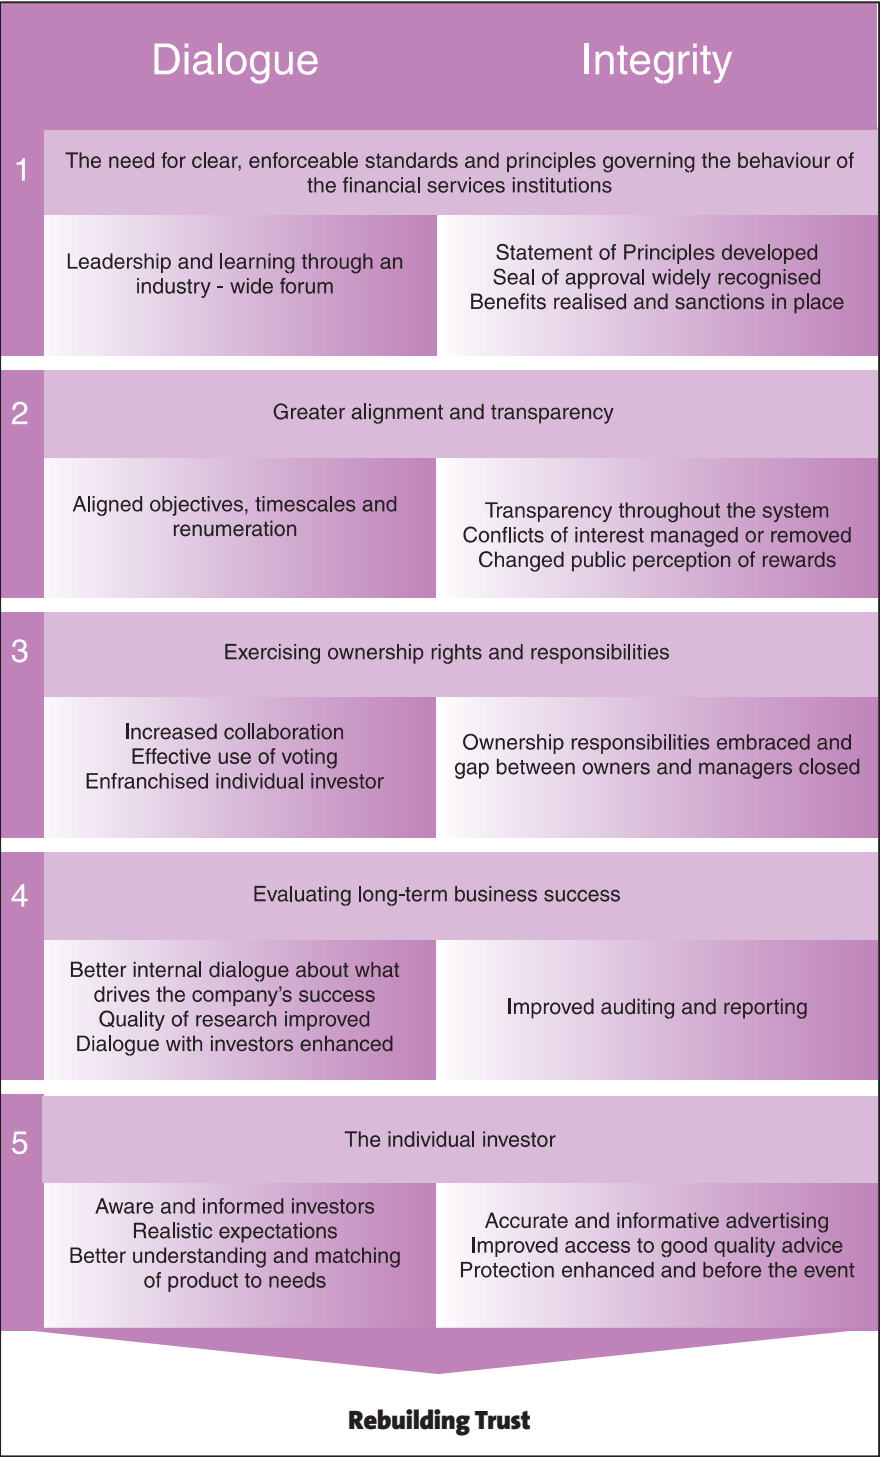 Dialogue
Integrity
1
The need for clear, enforceable standards and principles governing the behaviour of
the financial services institutions
Leadership and learning through an
industry - wide forum
Statement of Principles developed
Seal of approval widely recognised
Benefits realised and sanctions in place
2
Greater alignment and transparency
Aligned objectives, timescales and
renumeration
Transparency throughout the system
Conflicts of interest managed or removed
Changed public perception of rewards
3
Exercising ownership rights and responsibilities
Increased collaboration
Effective use of voting
Enfranchised individual investor
Ownership responsibilities embraced and
gap between owners and managers closed
4
Evaluating long-term business success
Better internal dialogue about what
drives the company's success
Quality of research improved
Dialogue with investors enhanced
Improved auditing and reporting
5
The individual investor
Aware and informed investors
Realistic expectations
Better understanding and matching
of product to needs
Accurate and informative advertising
Improved access to good quality advice
Protection enhanced and before the event
Rebuilding Trust